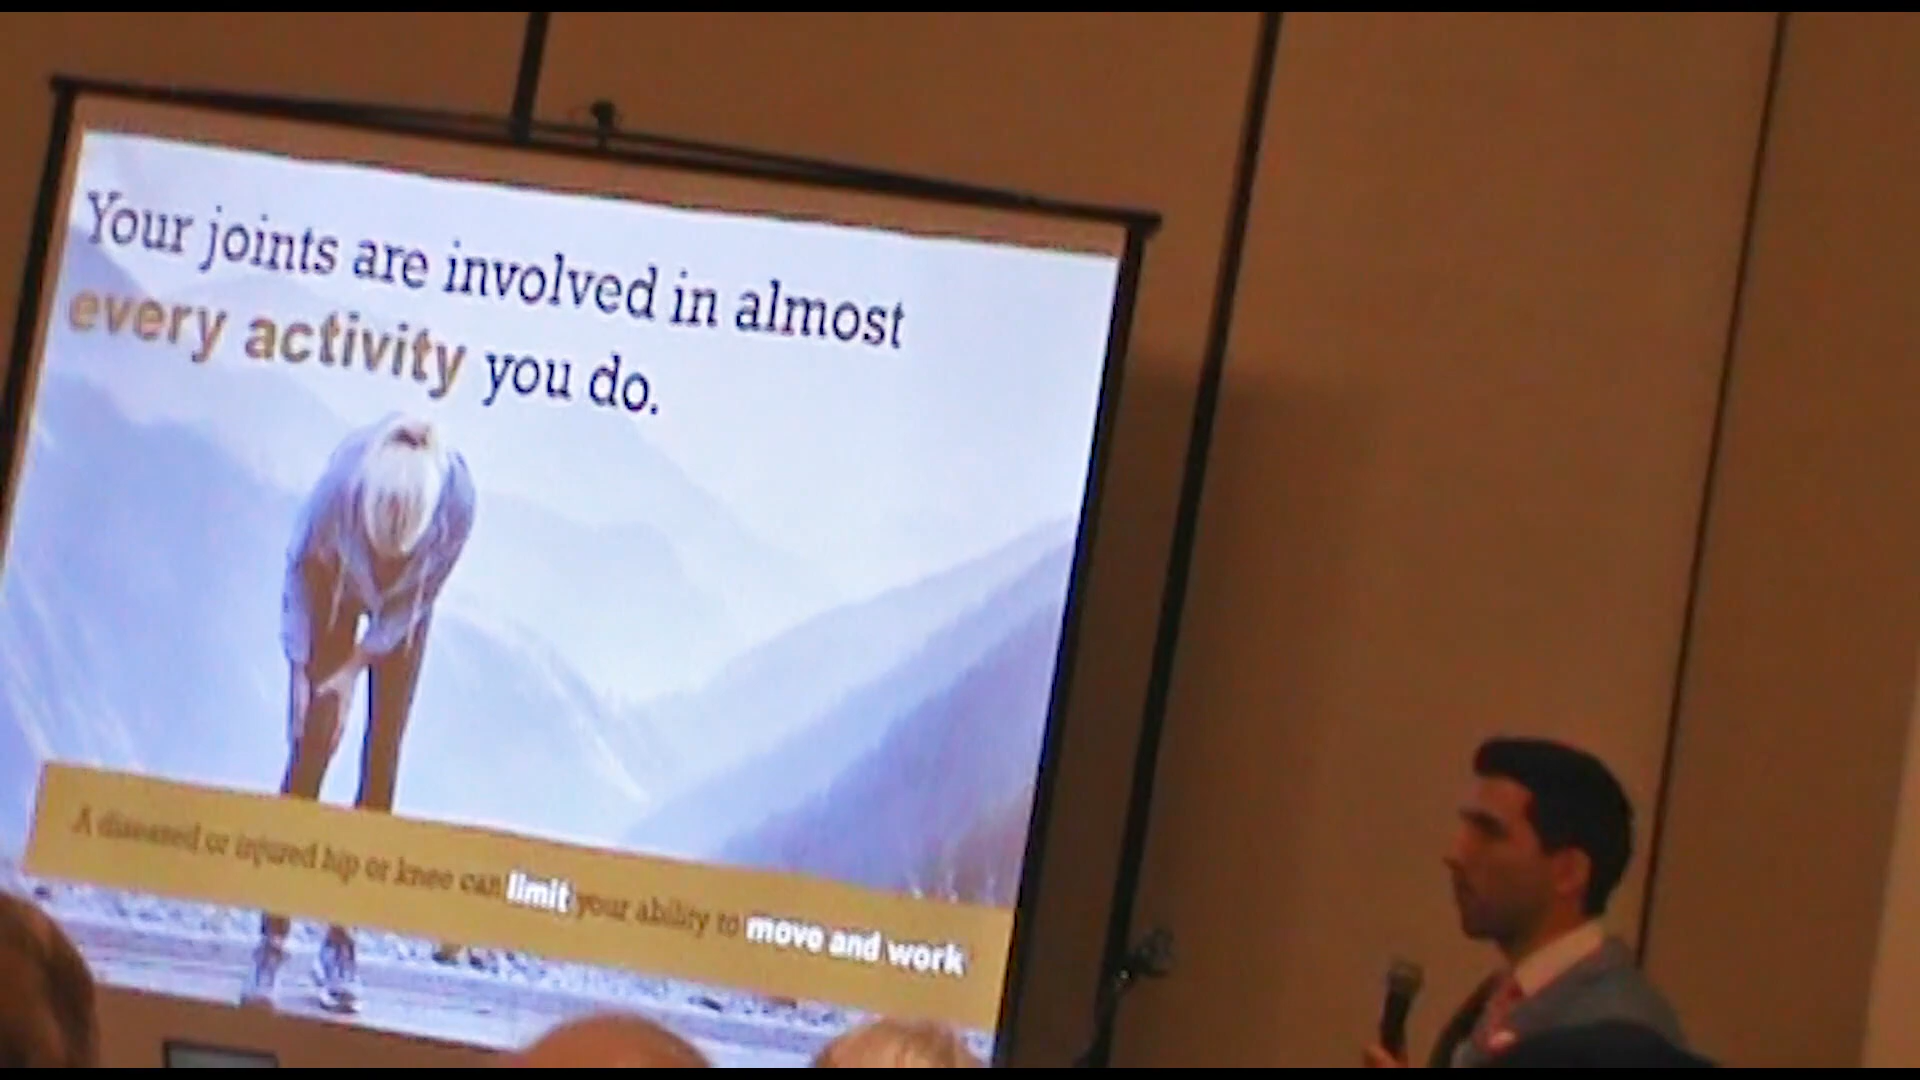 Your joints are involved in almost
every activity you do.
A diseased or injured hip or knee can limit your ability to move and work